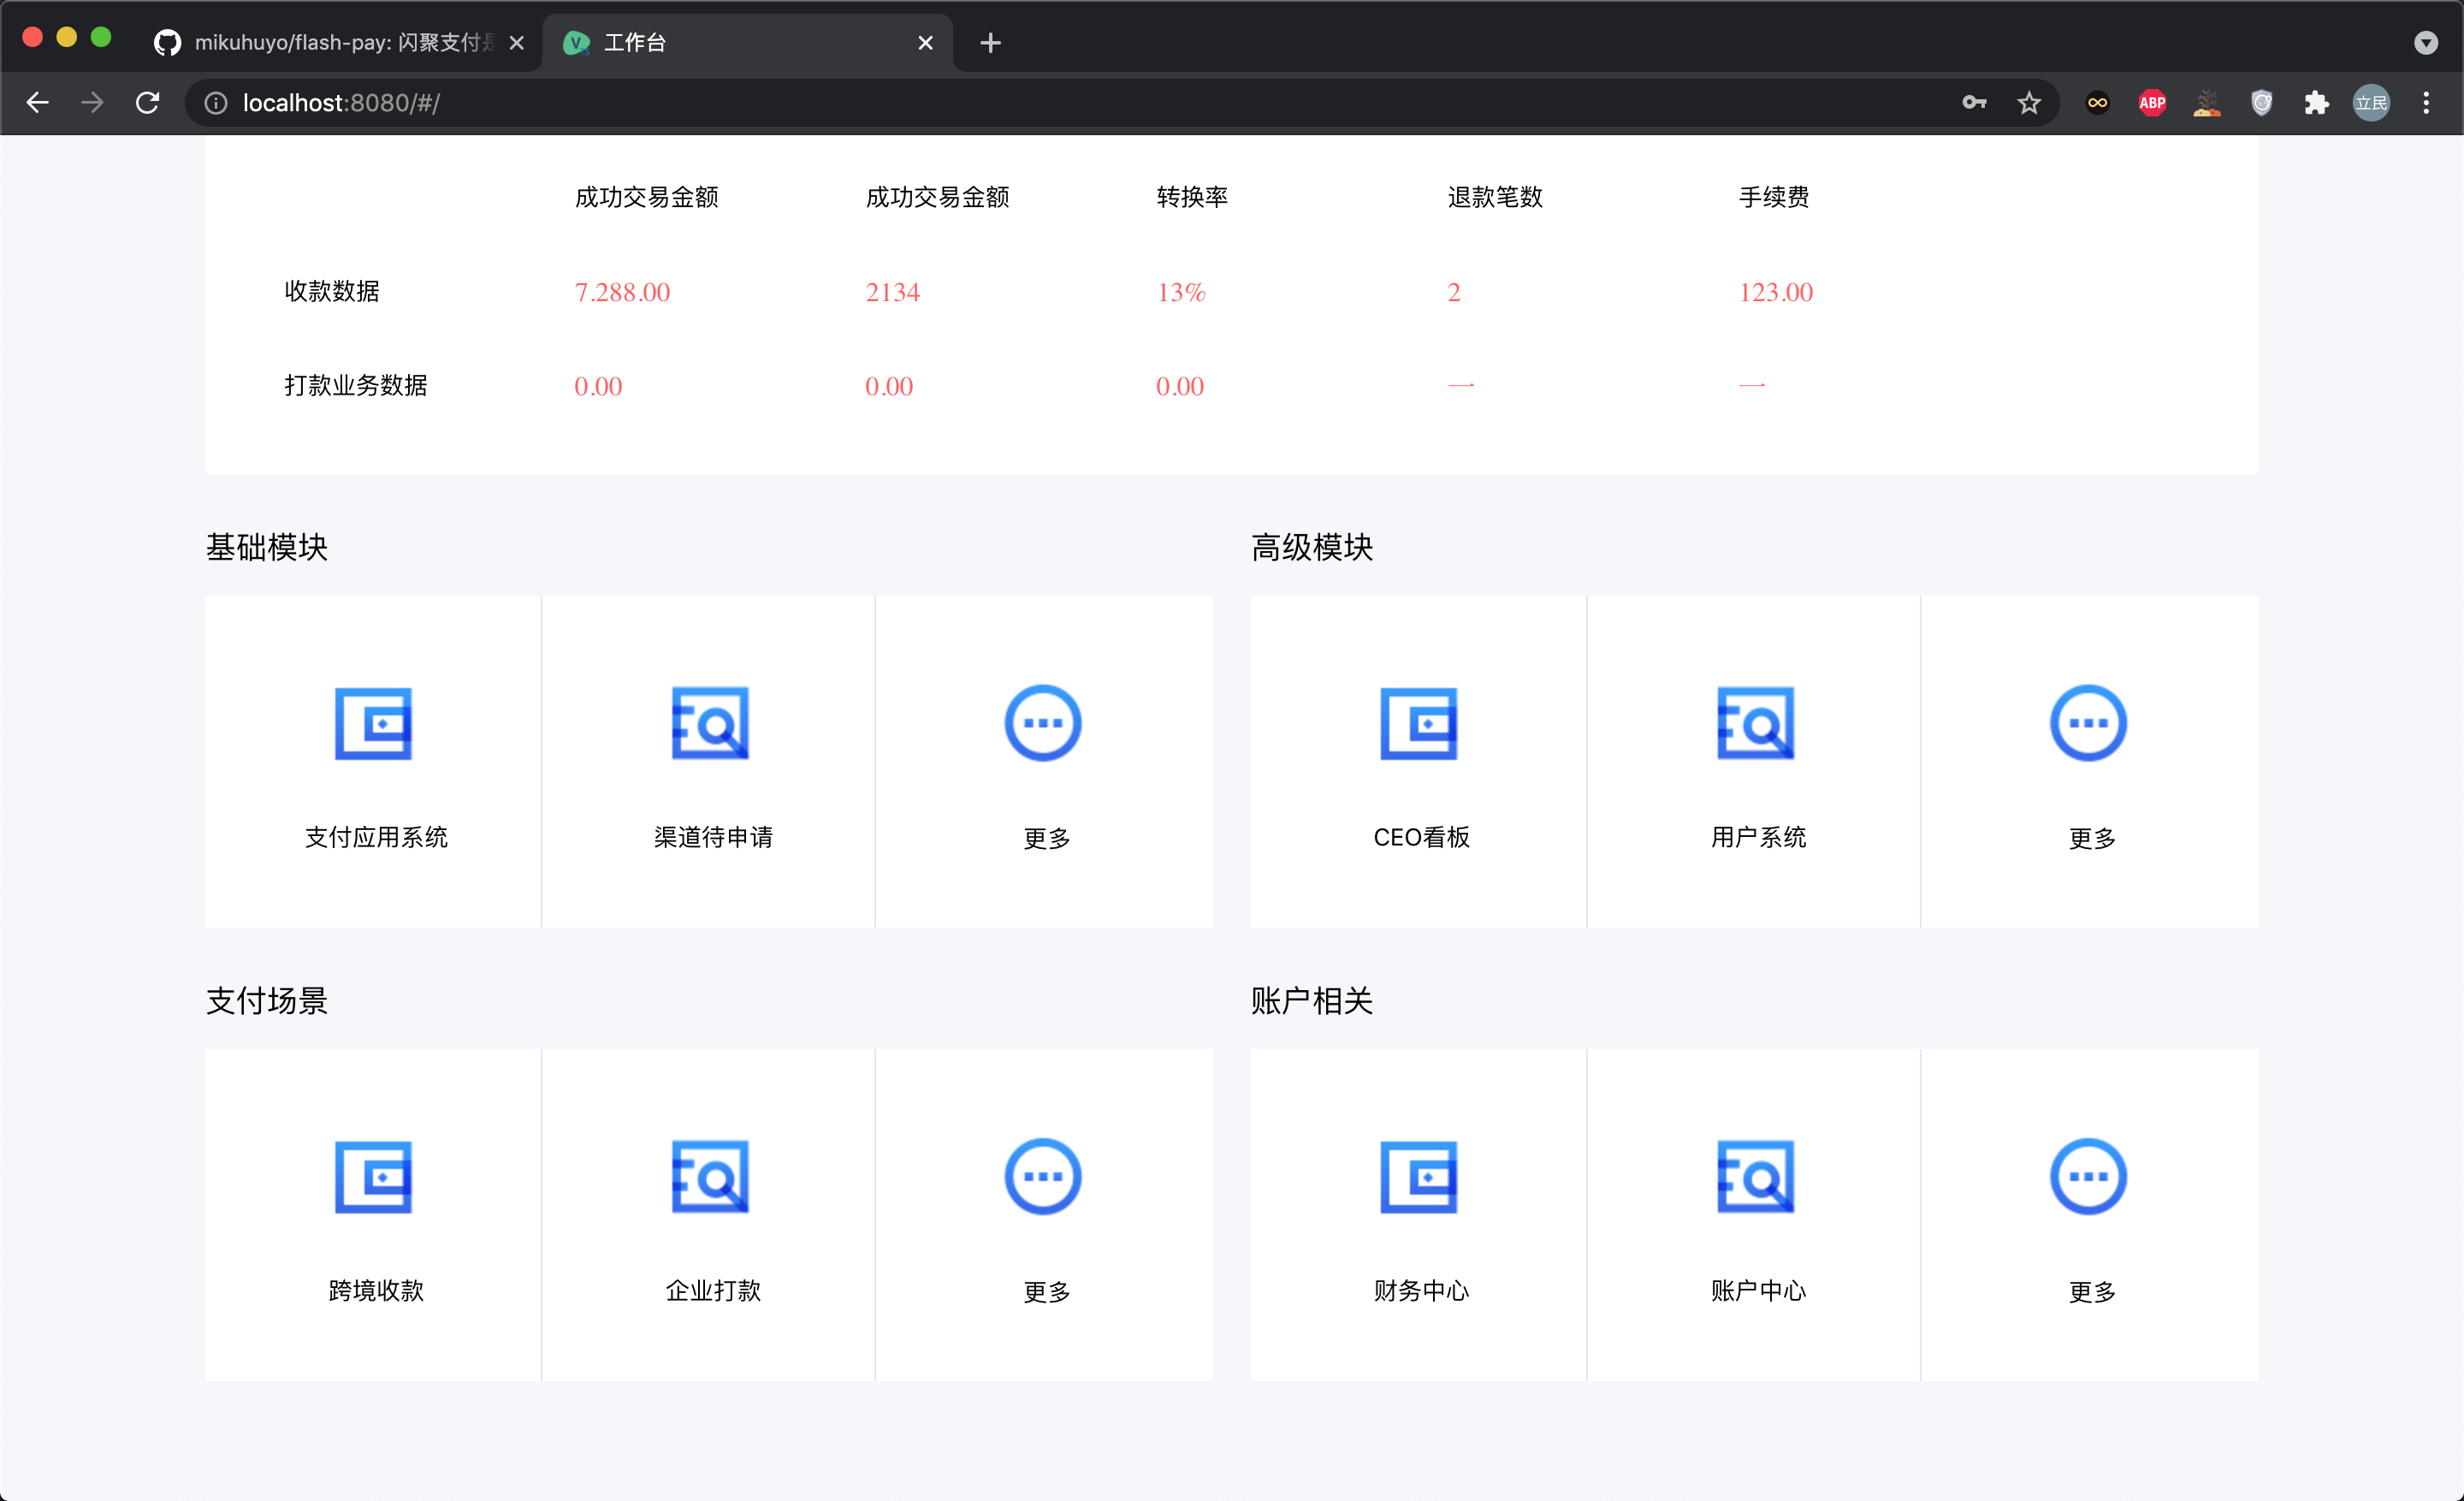 mikuhuyo/flash-pay: 闪聚支付是
工作台
localhost:8080/#/
ABP
立民
成功交易金额 成功交易金额 转换率 退款笔数 手续费
收款数据 7.288.00 2134 13% 2 123.00
打款业务数据 0.00 0.00 0.00 一 一
基础模块 高级模块
支付应用系统 渠道待申请 更多 CEO看板 用户系统 更多
支付场景 账户相关
跨境收款 企业打款 更多 财务中心 账户中心 更多